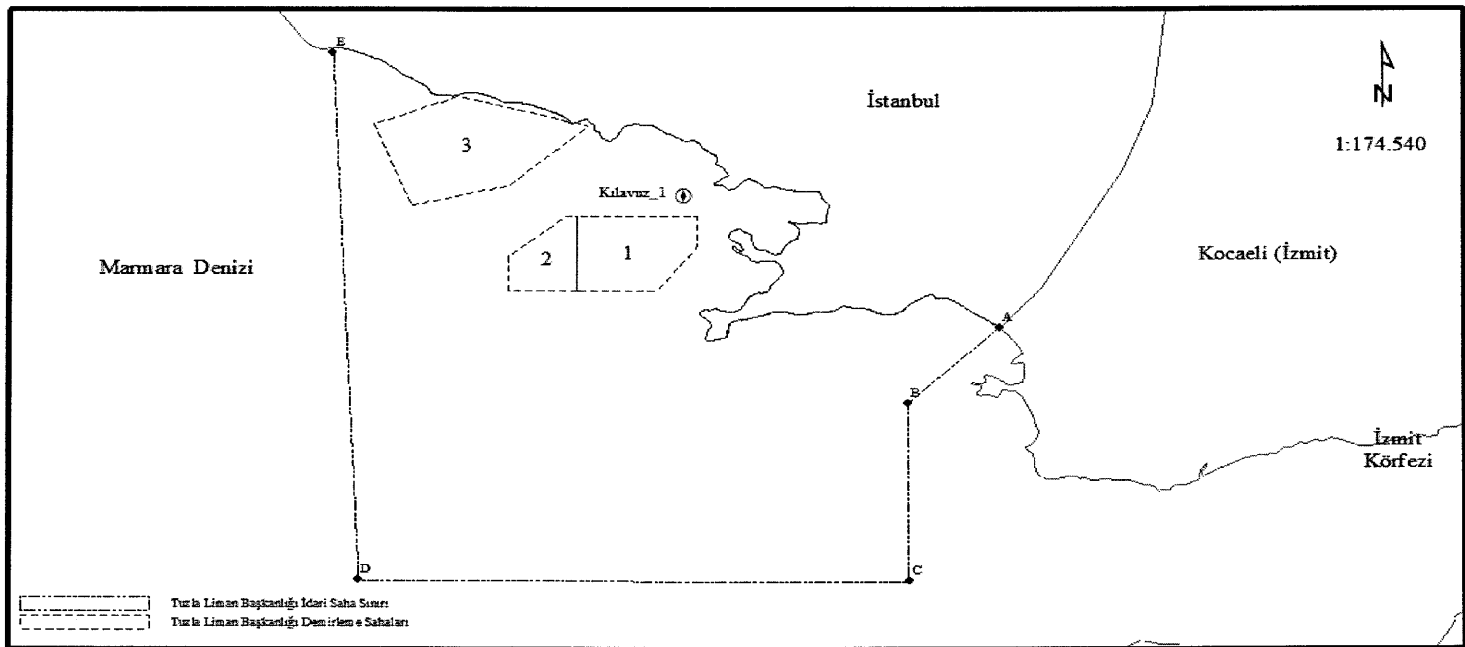 E
İstanbul
N
1:174.540
3
Kılavuz_1
2
1
Marmara Denizi
Kocaeli (İzmit)
A
B
İzmit
Körfezi
D
C
Tuzla Liman Başkanlığı İdari Saha Sınırı
Tuzla Liman Başkanlığı Demirleme Sahaları